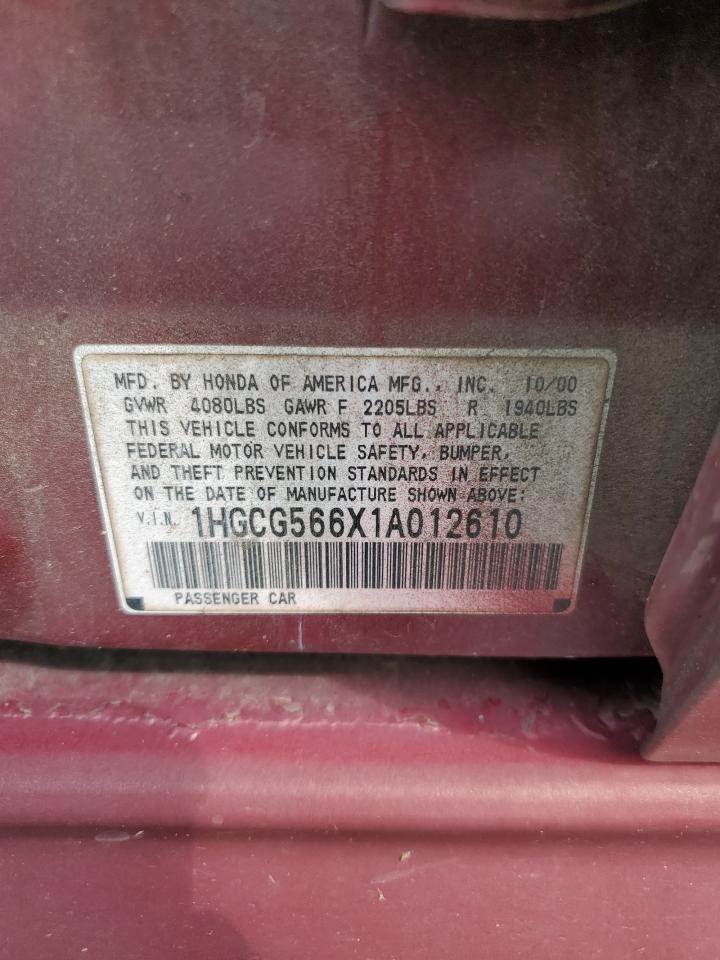 MFD. BY HONDA OF AMERICA MFG., INC. 10/00
GVWR 4080LBS GAWR F 2205LBS R 1940LBS
THIS VEHICLE CONFORMS TO ALL APPLICABLE
FEDERAL MOTOR VEHICLE SAFETY, BUMPER,
AND THEFT PREVENTION STANDARDS IN EFFECT
ON THE DATE OF MANUFACTURE SHOWN ABOVE:
V.I.N. 1HGCG566X1A012610
PASSENGER CAR